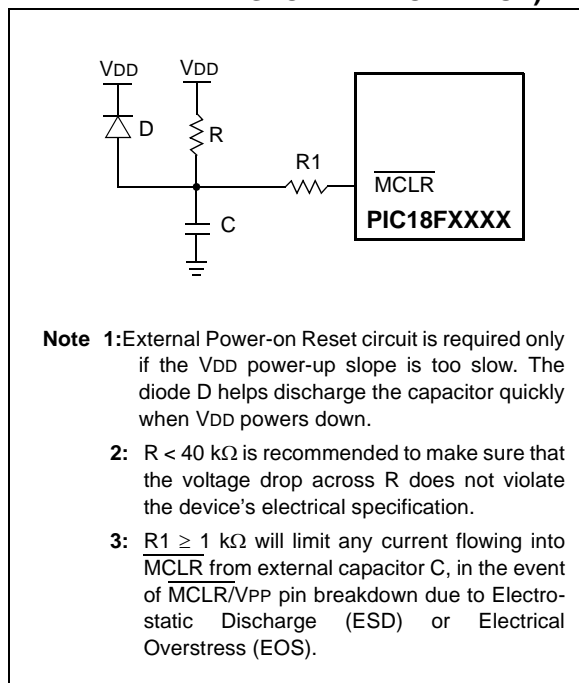 VDD VDD
D
R
R1
C
MCLR
PIC18FXXXX
Note 1:External Power-on Reset circuit is required only
if the VDD power-up slope is too slow. The
diode D helps discharge the capacitor quickly
when VDD powers down.
2: R < 40 kΩ is recommended to make sure that
the voltage drop across R does not violate
the device's electrical specification.
3: R1 ≥ 1 kΩ will limit any current flowing into
MCLR from external capacitor C, in the event
of MCLR/VPP pin breakdown due to Electro-
static Discharge (ESD) or Electrical
Overstress (EOS).